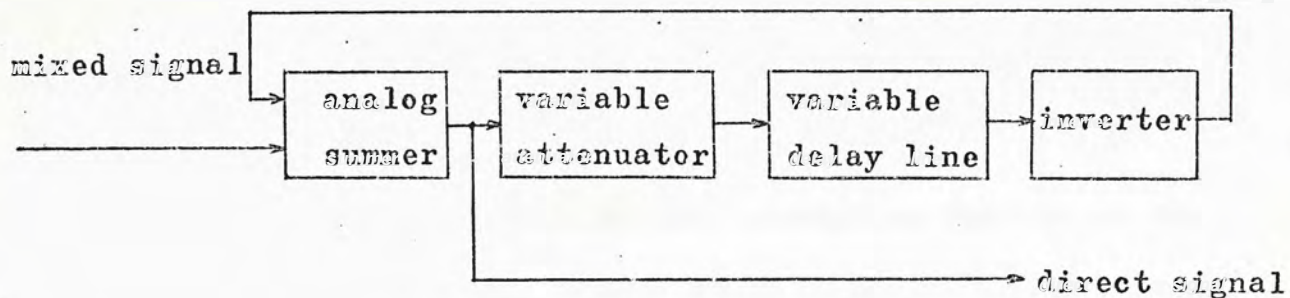 mixed signal
analog
summer
variable
attenuator
variable
delay line
inverter
direct signal